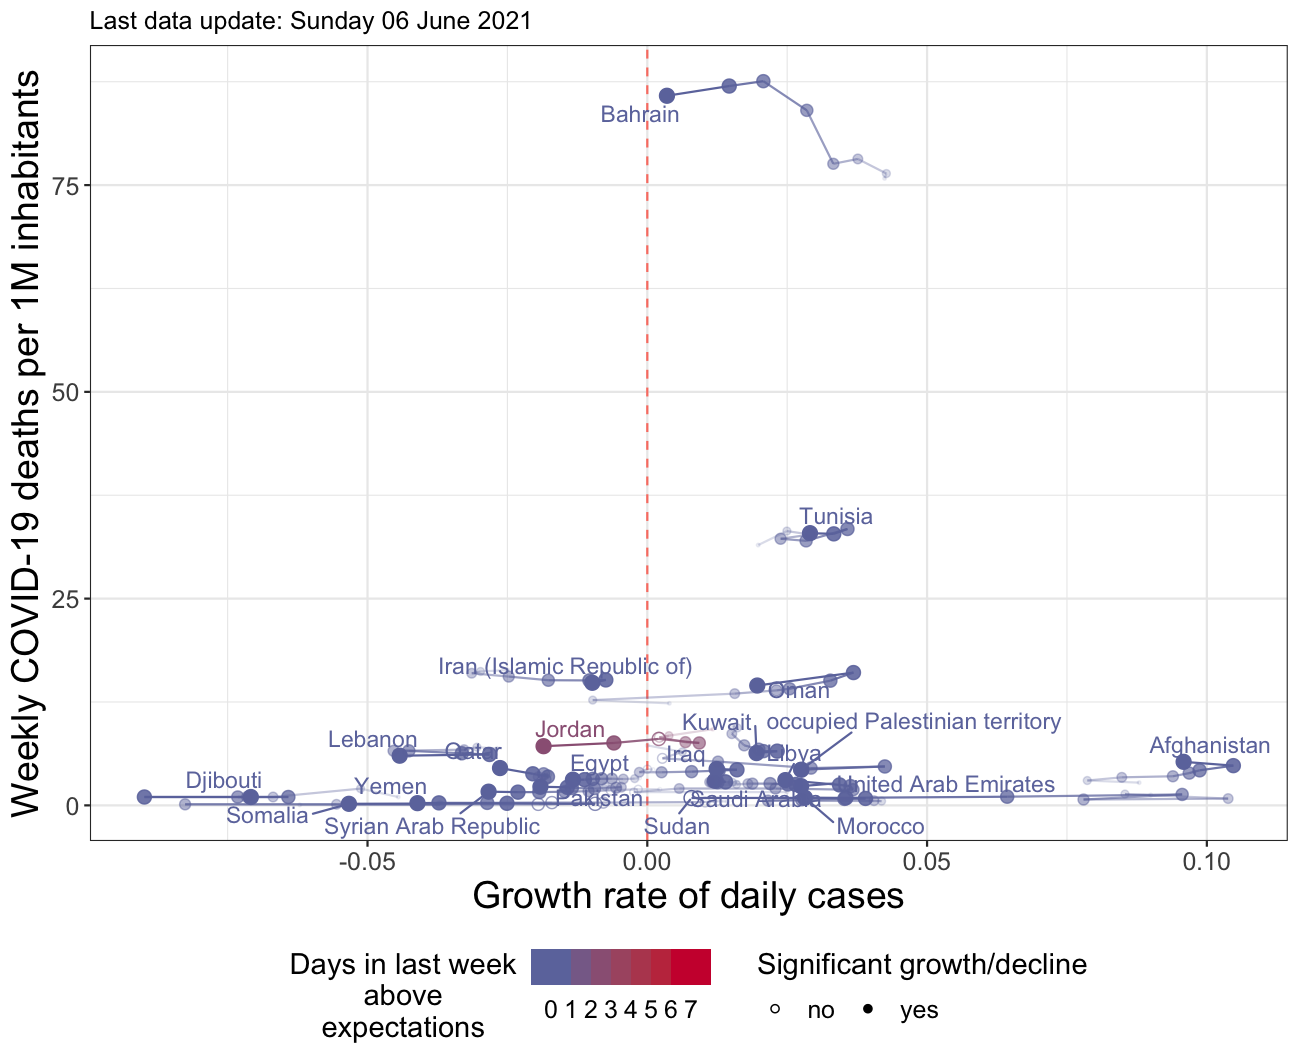 Last data update: Sunday 06 June 2021
Weekly COVID-19 deaths per 1M inhabitants
75
50
25
0
Bahrain
Tunisia
Iran (Islamic Republic of)
Oman
Jordan
Kuwait
occupied Palestinian territory
Lebanon
Qatar
Iraq
Libya
Afghanistan
Egypt
Djibouti
Yemen
United Arab Emirates
Pakistan
Saudi Arabia
Somalia
Syrian Arab Republic
Sudan
Morocco
-0.05
0.00
0.05
0.10
Growth rate of daily cases
Days in last week
above
expectations
0 1 2 3 4 5 6 7
Significant growth/decline
no
yes